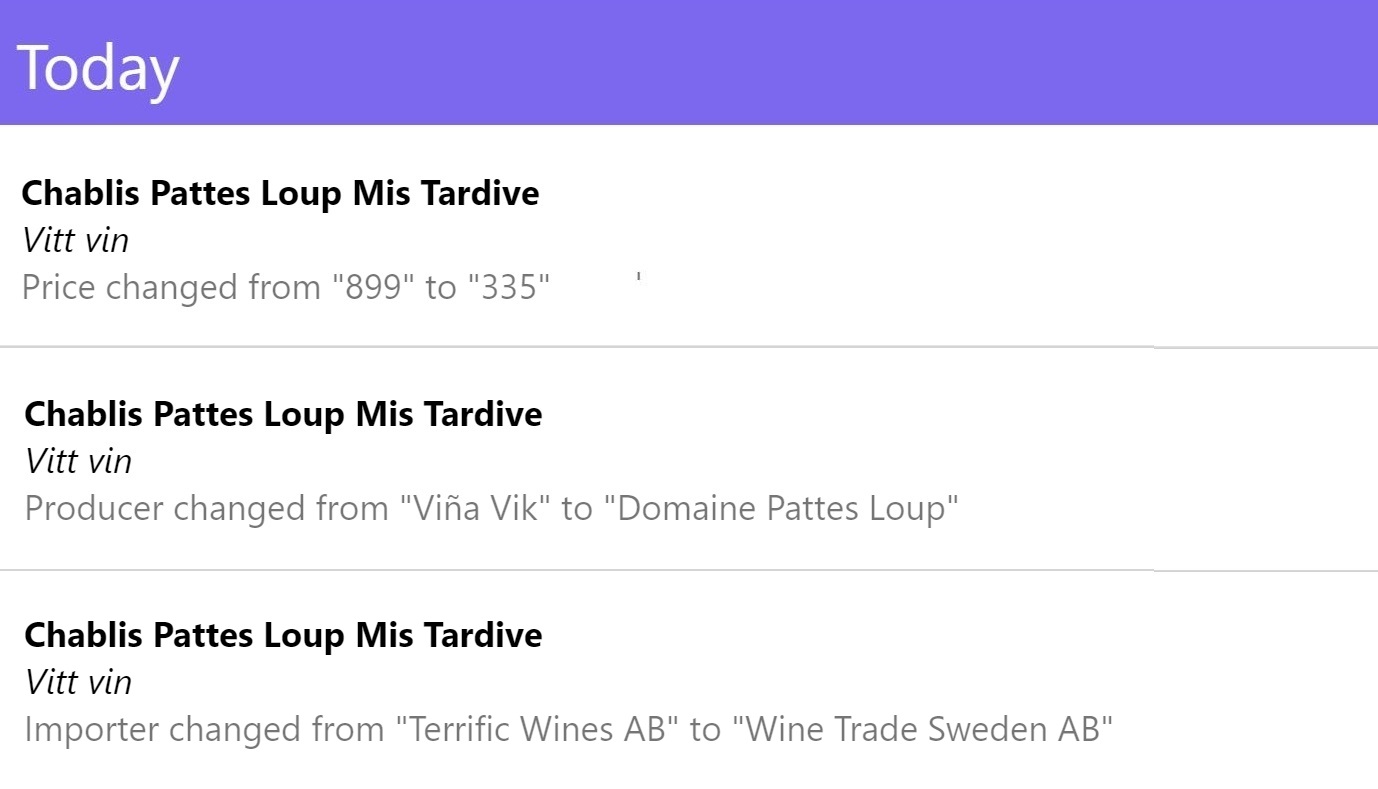 Today
Chablis Pattes Loup Mis Tardive
Vitt vin
Price changed from "899" to "335"
Chablis Pattes Loup Mis Tardive
Vitt vin
Producer changed from "Viña Vik" to "Domaine Pattes Loup"
Chablis Pattes Loup Mis Tardive
Vitt vin
Importer changed from "Terrific Wines AB" to "Wine Trade Sweden AB"